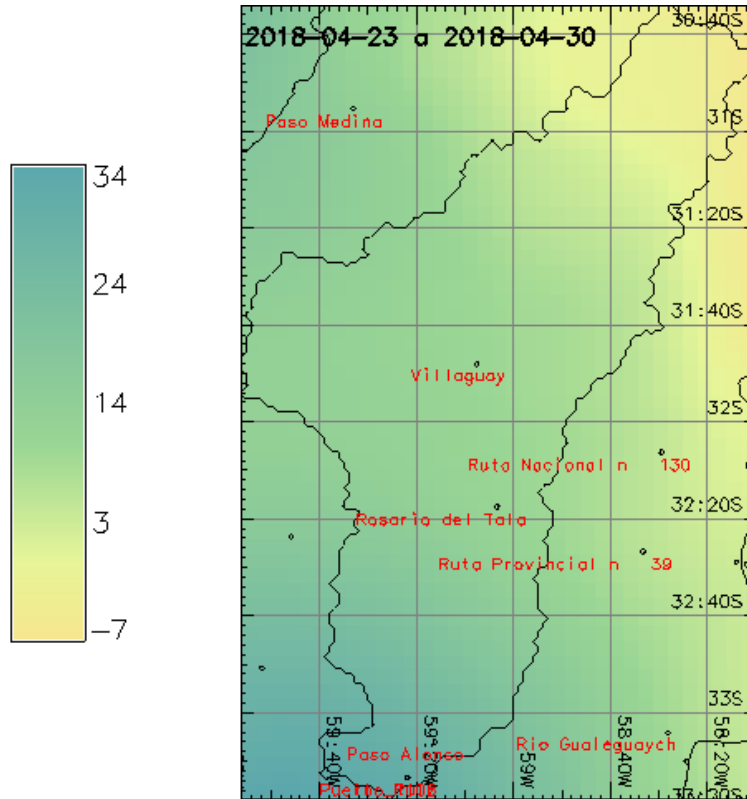 2018-04-23 a 2018-04-30
30:40S
Paso Medina
31S
34
31:20S
24
31:40S
Villaguay
14
32S
Ruta Nacional n 130
32:20S
3
Rosario del Tala
Ruta Provincial n 39
32:40S
-7
33S
59:40W
59:20W
59W
58:40W
58:20W
Rio Gualeguaych
Paso Alonso
Puerto Ruiz